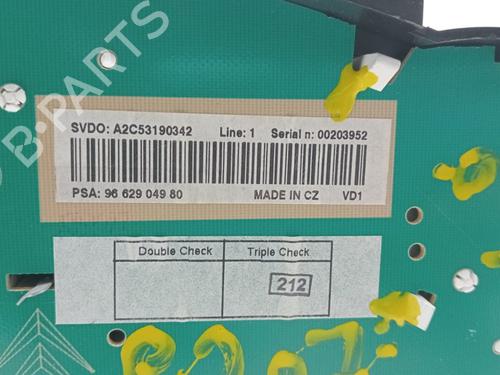 B-PARTS
SVDO: A2C53190342 Line: 1 Serial n: 00203952
PSA: 96 629 049 80 MADE IN CZ VD1
Double Check Triple Check
212